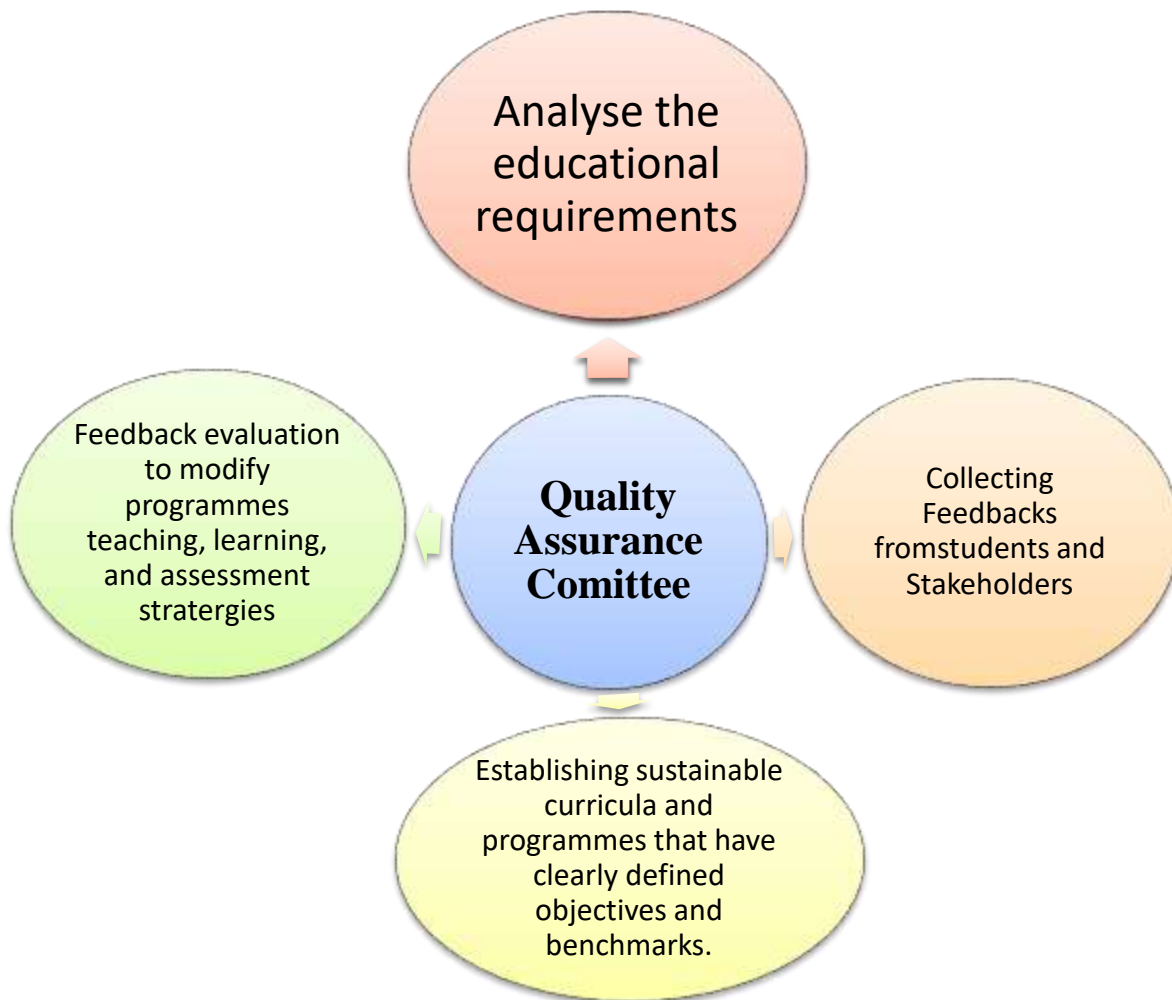 Analyse the
educational
requirements
Feedback evaluation
to modify
programmes
teaching, learning,
and assessment
stratergies
Quality
Assurance
Comittee
Collecting
Feedbacks
fromstudents and
Stakeholders
Establishing sustainable
curricula and
programmes that have
clearly defined
objectives and
benchmarks.